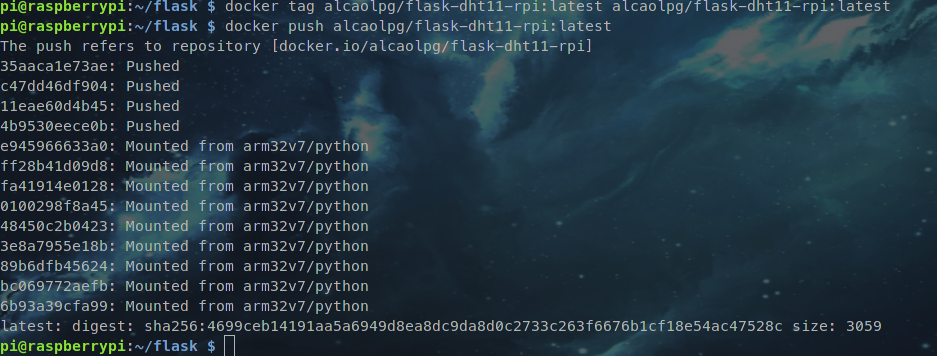 pi@raspberrypi:~/flask $ docker tag alcaolpg/flask-dht11-rpi:latest alcaolpg/flask-dht11-rpi:latest
pi@raspberrypi:~/flask $ docker push alcaolpg/flask-dht11-rpi:latest
The push refers to repository [docker.io/alcaolpg/flask-dht11-rpi]
35aaca1e73ae: Pushed
c47dd46df904: Pushed
11eae60d4b45: Pushed
4b9530eece0b: Pushed
e945966633a0: Mounted from arm32v7/python
ff28b41d09d8: Mounted from arm32v7/python
fa41914e0128: Mounted from arm32v7/python
0100298f8a45: Mounted from arm32v7/python
48450c2b0423: Mounted from arm32v7/python
3e8a7955e18b: Mounted from arm32v7/python
89b6dfb45624: Mounted from arm32v7/python
bc069772aefb: Mounted from arm32v7/python
6b93a39cfa99: Mounted from arm32v7/python
latest: digest: sha256:4699ceb14191aa5a6949d8ea8dc9da8d0c2733c263f6676b1cf18e54ac47528c size: 3059
pi@raspberrypi:~/flask $